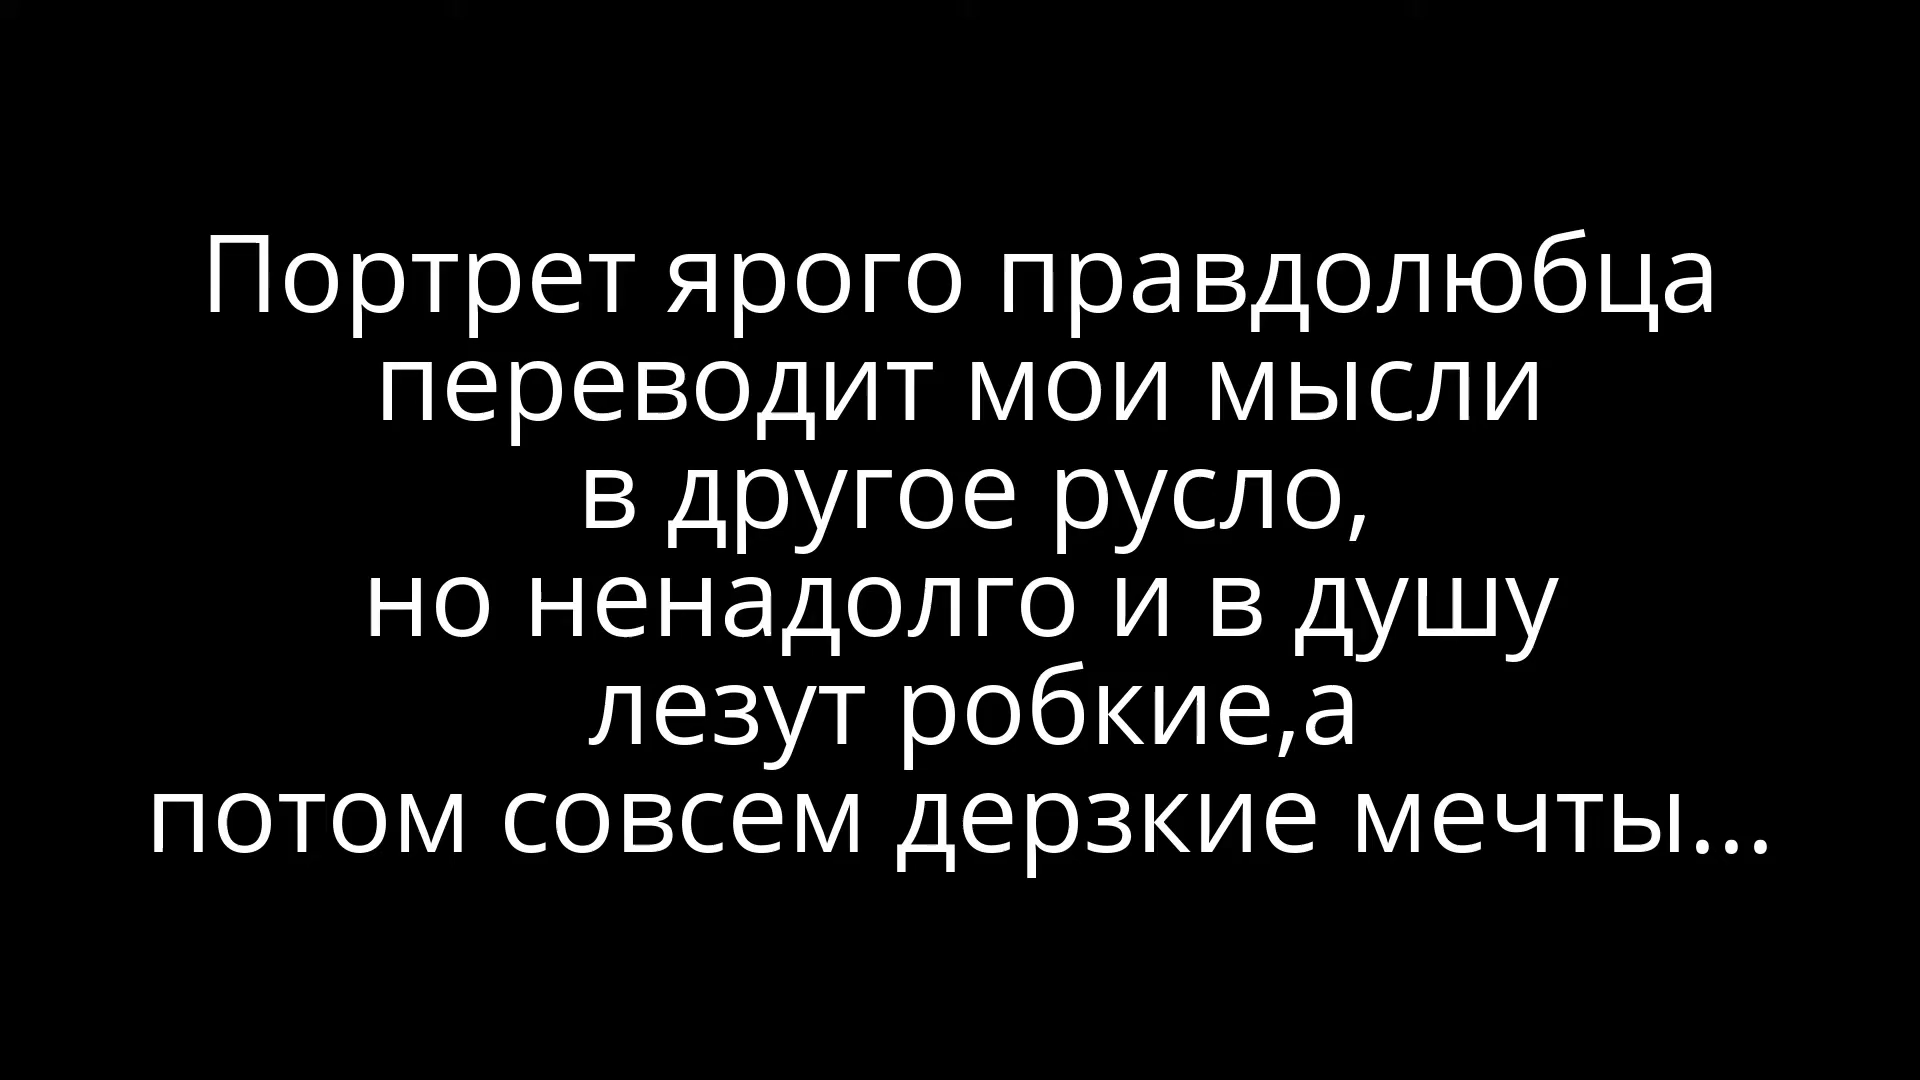 Портрет ярого правдолюбца
переводит мои мысли
в другое русло,
но ненадолго и в душу
лезут робкие,а
потом совсем дерзкие мечты...